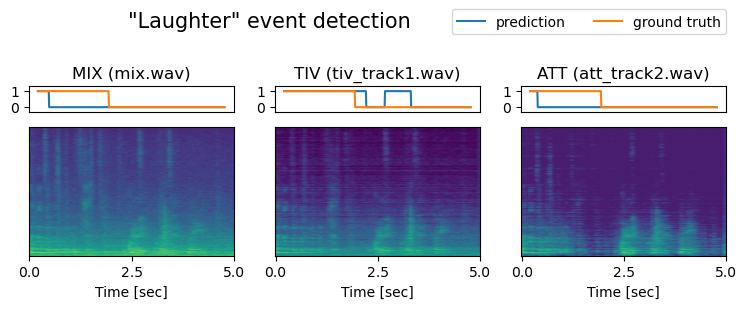 "Laughter" event detection
prediction
ground truth
MIX (mix.wav)
TIV (tiv_track1.wav)
ATT (att_track2.wav)
1
0
1
0
1
0
0.0 2.5 5.0
0.0 2.5 5.0
0.0 2.5 5.0
Time [sec]
Time [sec]
Time [sec]